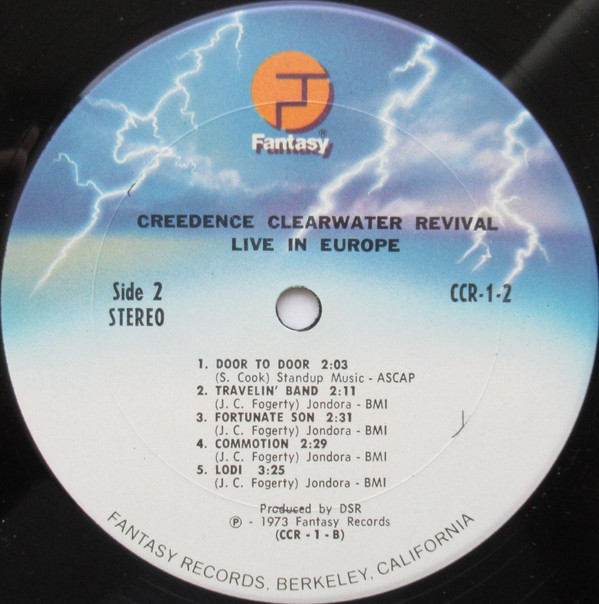 Fantasy®
CREEDENCE CLEARWATER REVIVAL
LIVE IN EUROPE
Side 2
STEREO
CCR-1-2
1. DOOR TO DOOR 2:03
(S. Cook) Standup Music - ASCAP
2. TRAVELIN' BAND 2:11
(J. C. Fogerty) Jondora - BMI
3. FORTUNATE SON 2:31
(J. C. Fogerty) Jondora - BMI
4. COMMOTION 2:29
(J. C. Fogerty) Jondora - BMI
5. LODI 3:25
(J. C. Fogerty) Jondora - BMI
Produced by DSR
℗ - 1973 Fantasy Records
(CCR - 1 - B)
FANTASY RECORDS, BERKELEY, CALIFORNIA